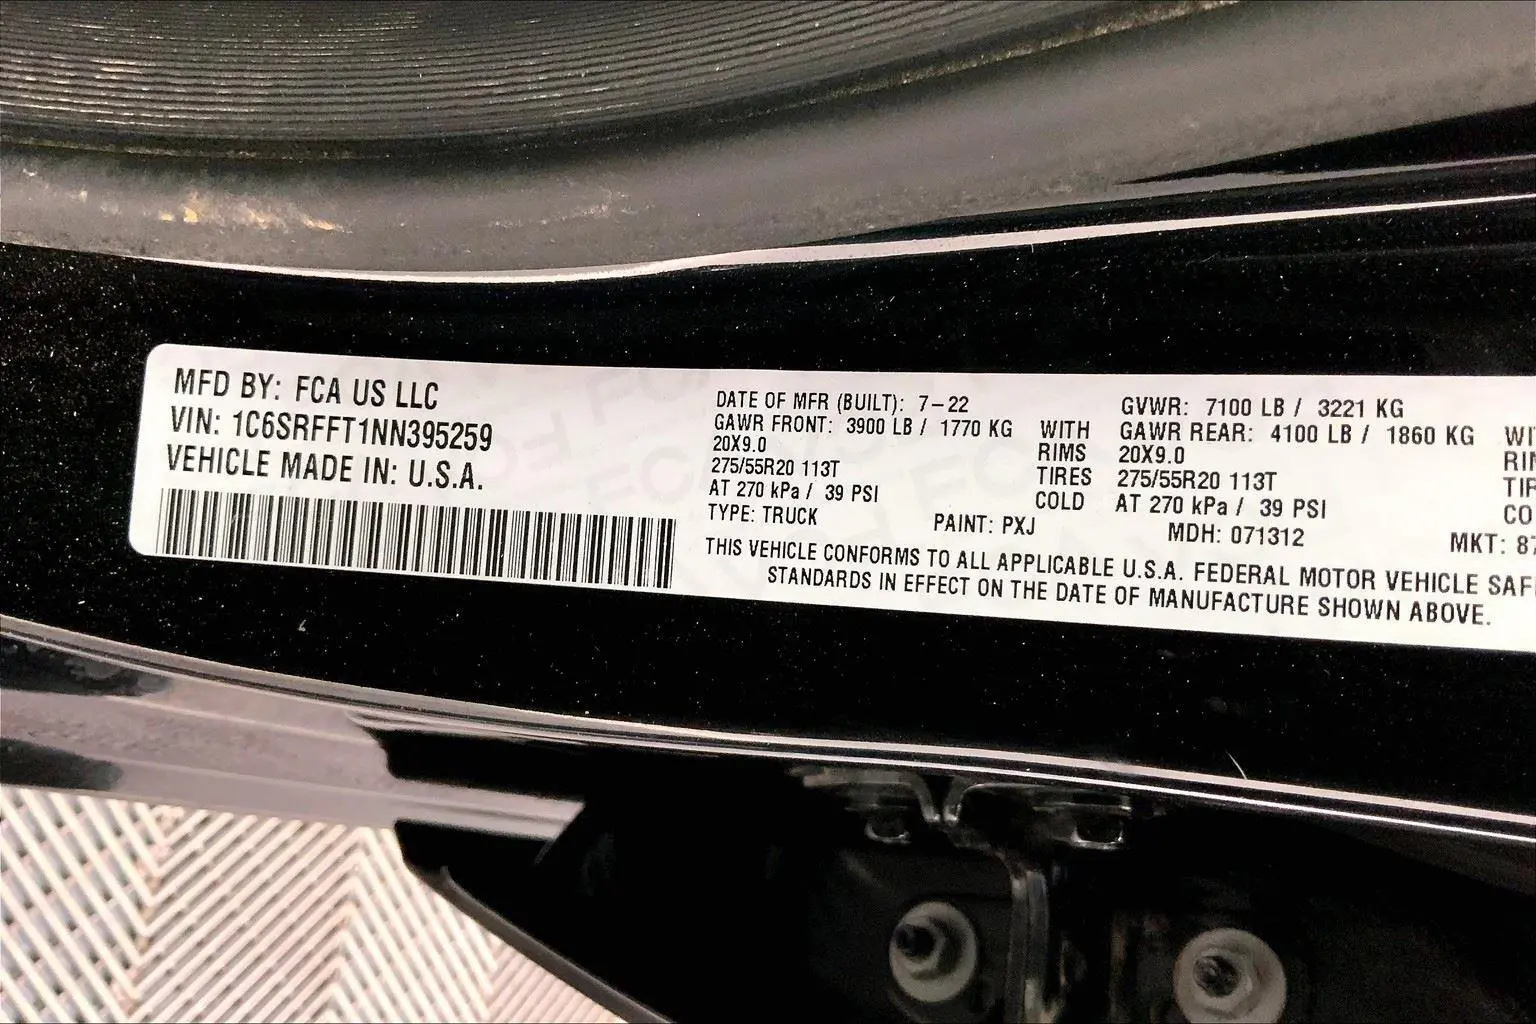 MFD BY: FCA US LLC
VIN: 1C6SRFFT1NN395259
VEHICLE MADE IN: U.S.A.
DATE OF MFR (BUILT): 7-22
GAWR FRONT: 3900 LB / 1770 KG WITH
20X9.0 RIMS
275/55R20 113T TIRES
AT 270 kPa / 39 PSI COLD
TYPE: TRUCK PAINT: PXJ
GVWR: 7100 LB / 3221 KG
GAWR REAR: 4100 LB / 1860 KG
20X9.0
275/55R20 113T
AT 270 kPa / 39 PSI
MDH: 071312 MKT:
THIS VEHICLE CONFORMS TO ALL APPLICABLE U.S.A. FEDERAL MOTOR VEHICLE
STANDARDS IN EFFECT ON THE DATE OF MANUFACTURE SHOWN ABOVE.